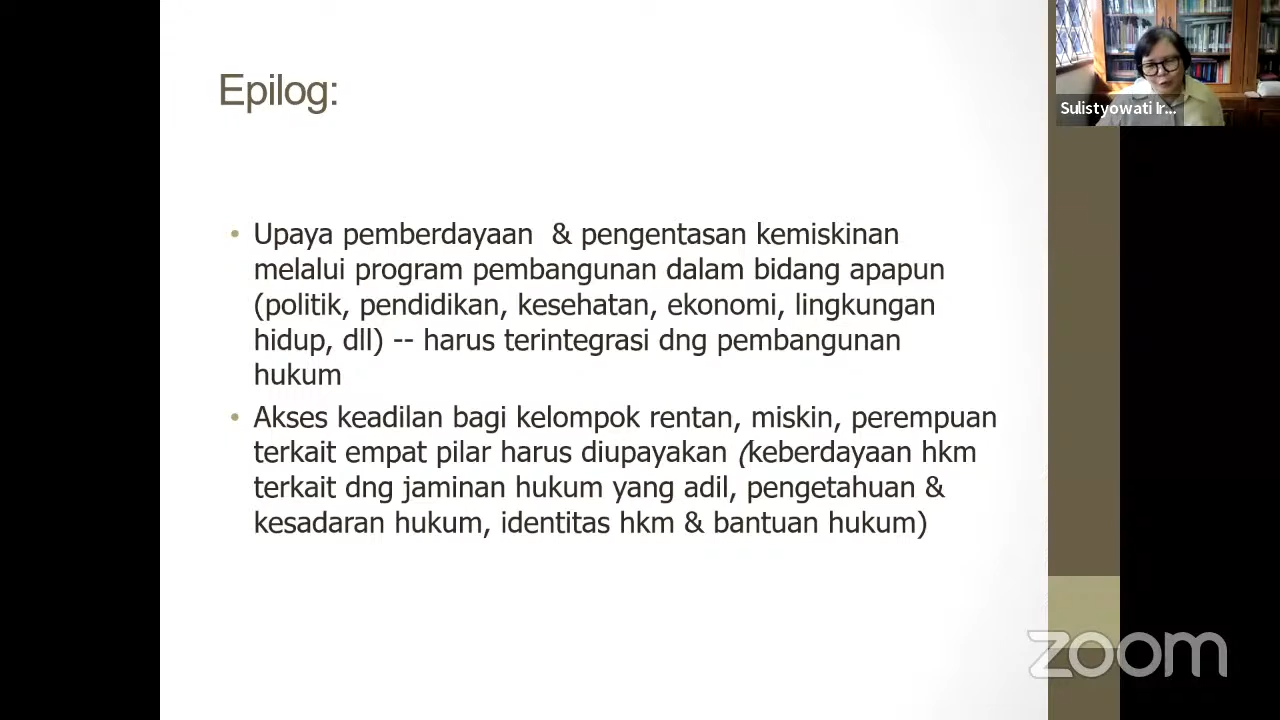 Epilog:
• Upaya pemberdayaan & pengentasan kemiskinan
melalui program pembangunan dalam bidang apapun
(politik, pendidikan, kesehatan, ekonomi, lingkungan
hidup, dll) -- harus terintegrasi dng pembangunan
hukum
• Akses keadilan bagi kelompok rentan, miskin, perempuan
terkait empat pilar harus diupayakan (keberdayaan hkm
terkait dng jaminan hukum yang adil, pengetahuan &
kesadaran hukum, identitas hkm & bantuan hukum)
Sulistyowati Ir...
zoom